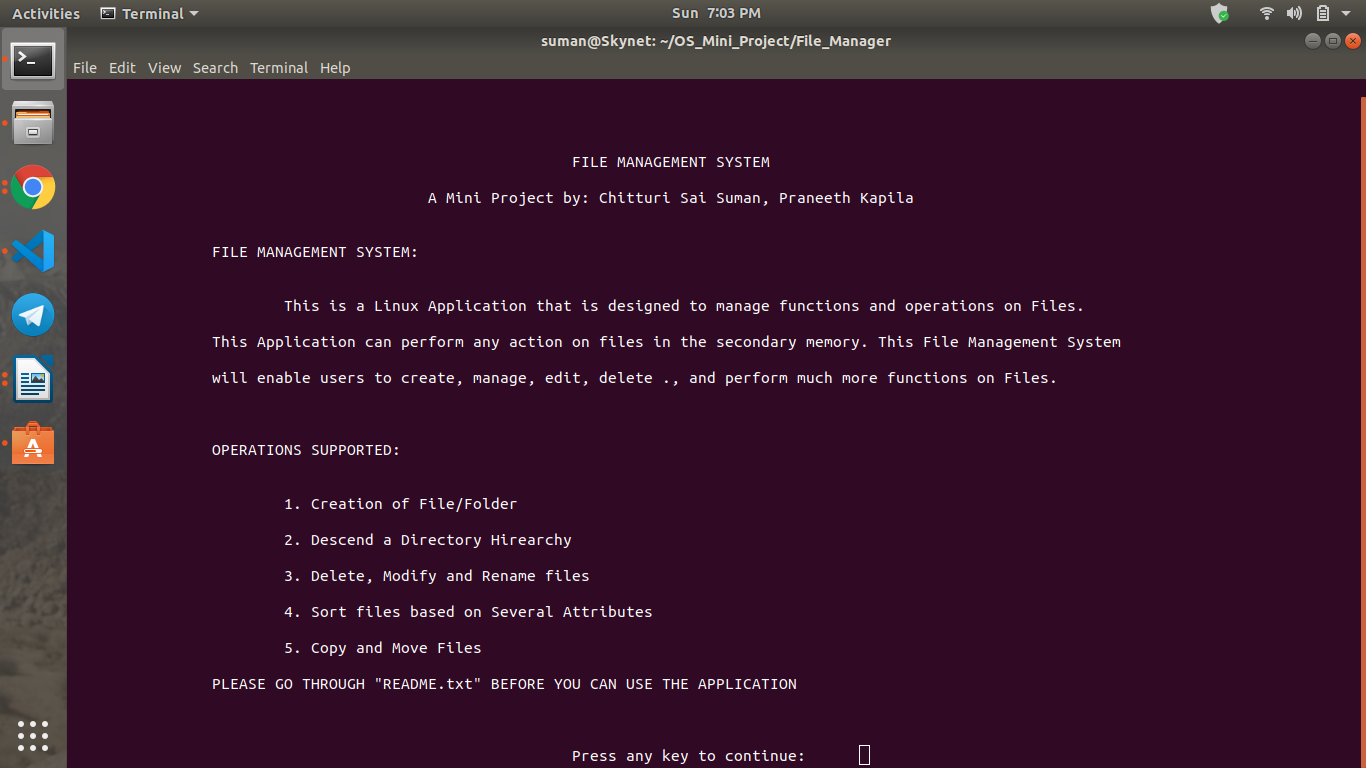 Activities Terminal Sun 7:03 PM
suman@Skynet: ~/OS_Mini_Project/File_Manager
File Edit View Search Terminal Help
FILE MANAGEMENT SYSTEM
A Mini Project by: Chitturi Sai Suman, Praneeth Kapila
FILE MANAGEMENT SYSTEM:
This is a Linux Application that is designed to manage functions and operations on Files.
This Application can perform any action on files in the secondary memory. This File Management System
will enable users to create, manage, edit, delete ., and perform much more functions on Files.
OPERATIONS SUPPORTED:
1. Creation of File/Folder
2. Descend a Directory Hirearchy
3. Delete, Modify and Rename files
4. Sort files based on Several Attributes
5. Copy and Move Files
PLEASE GO THROUGH "README.txt" BEFORE YOU CAN USE THE APPLICATION
Press any key to continue: